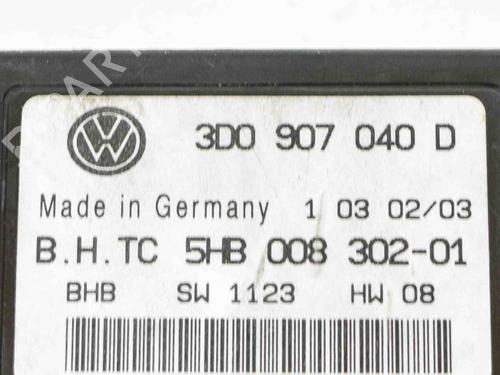 3D0 907 040 D
Made in Germany 1 03 02/03
B.H.TC 5HB 008 302-01
BHB SW 1123 HW 08